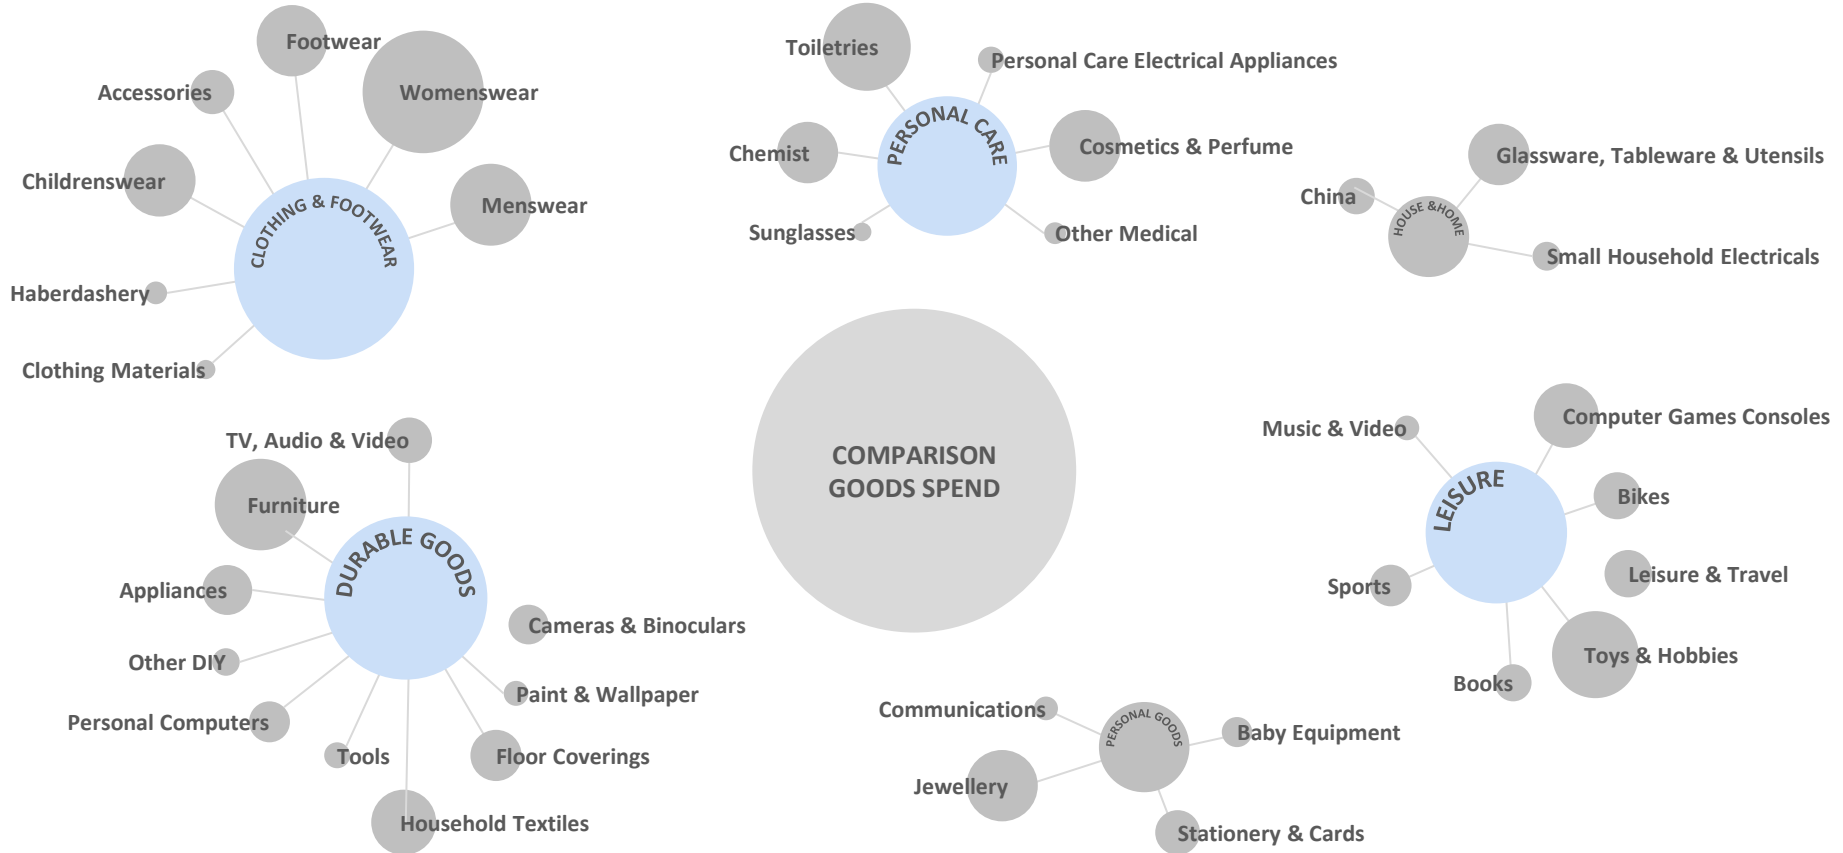 Footwear
Accessories
Womenswear
Childrenswear
Menswear
CLOTHING & FOOTWEAR
Haberdashery
Clothing Materials
Toiletries
Personal Care Electrical Appliances
PERSONAL CARE
Chemist
Cosmetics & Perfume
Sunglasses
Other Medical
Glassware, Tableware & Utensils
China
HOUSE &HOME
Small Household Electricals
COMPARISON
GOODS SPEND
TV, Audio & Video
Furniture
DURABLE GOODS
Appliances
Cameras & Binoculars
Other DIY
Paint & Wallpaper
Personal Computers
Tools
Floor Coverings
Household Textiles
Music & Video
Computer Games Consoles
LEISURE
Bikes
Sports
Leisure & Travel
Toys & Hobbies
Books
Communications
PERSONAL GOODS
Baby Equipment
Jewellery
Stationery & Cards